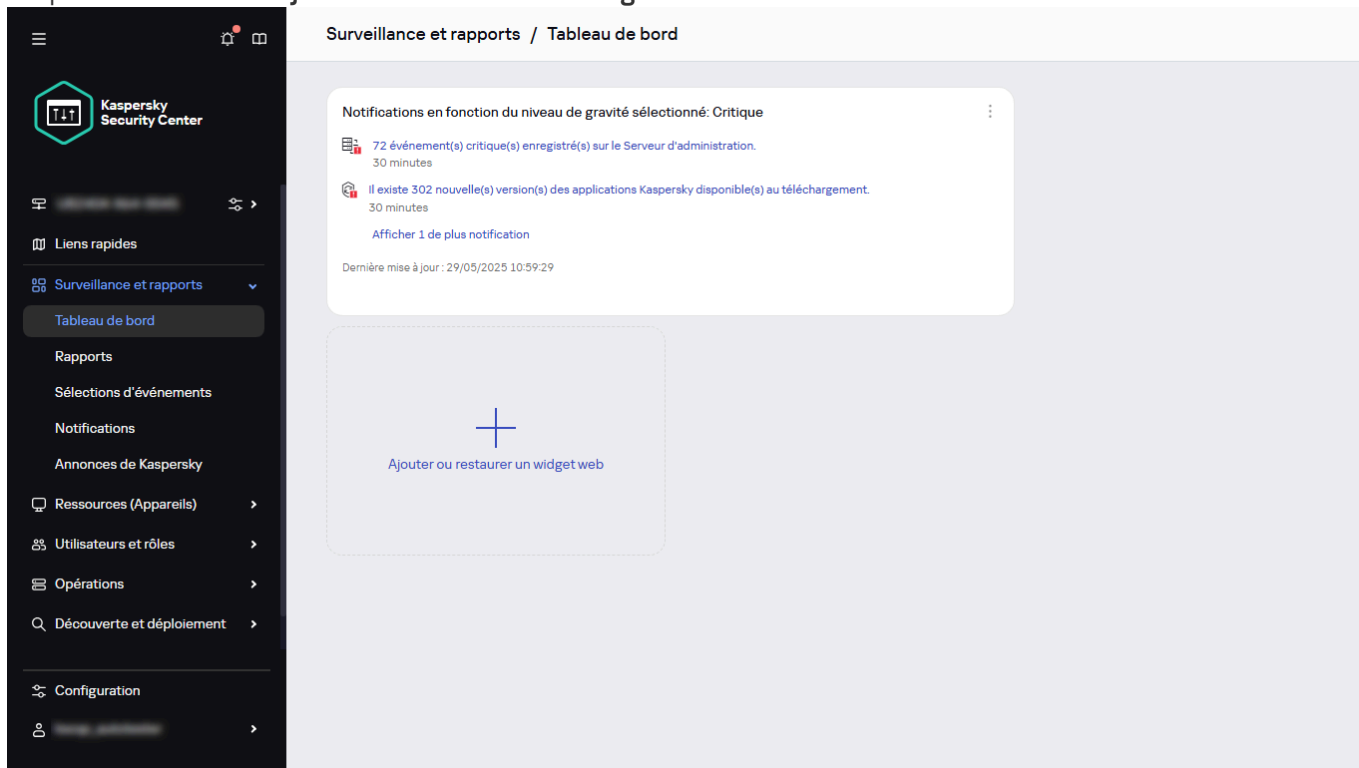 Surveillance et rapports / Tableau de bord
Kaspersky
Security Center
Liens rapides
Surveillance et rapports
Tableau de bord
Rapports
Sélections d'événements
Notifications
Annonces de Kaspersky
Ressources (Appareils)
Utilisateurs et rôles
Opérations
Découverte et déploiement
Configuration
Notifications en fonction du niveau de gravité sélectionné: Critique
72 événement(s) critique(s) enregistré(s) sur le Serveur d'administration.
30 minutes
Il existe 302 nouvelle(s) version(s) des applications Kaspersky disponible(s) au téléchargement.
30 minutes
Afficher 1 de plus notification
Dernière mise à jour : 29/05/2025 10:59:29
Ajouter ou restaurer un widget web